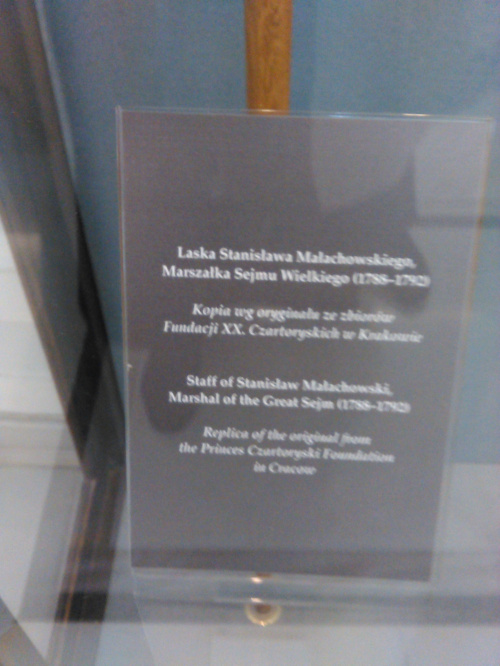 Laska Stanisława Małachowskiego,
Marszałka Sejmu Wielkiego (1788–1792)
Kopia wg oryginału ze zbiorów
Fundacji XX. Czartoryskich w Krakowie
Staff of Stanisław Małachowski,
Marshal of the Great Sejm (1788–1792)
Replica of the original from
the Princes Czartoryski Foundation
in Cracow